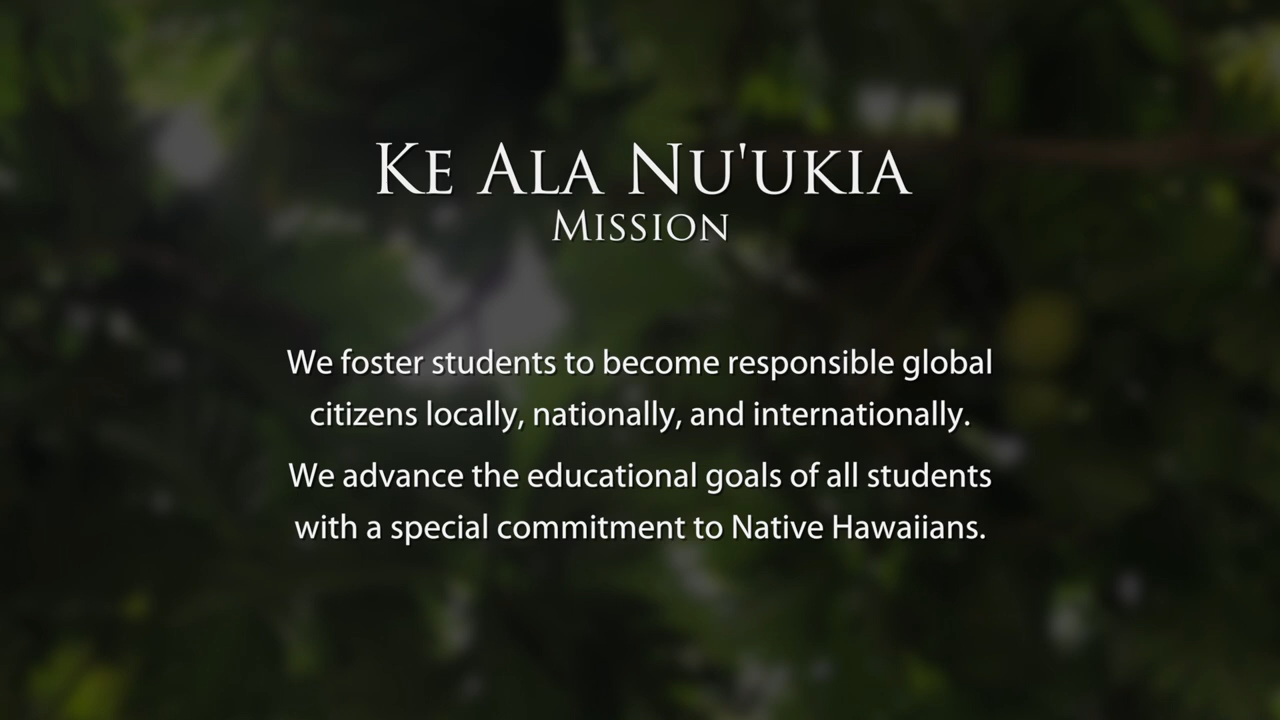 Ke Ala Nu'ukia
Mission
We foster students to become responsible global
citizens locally, nationally, and internationally.
We advance the educational goals of all students
with a special commitment to Native Hawaiians.